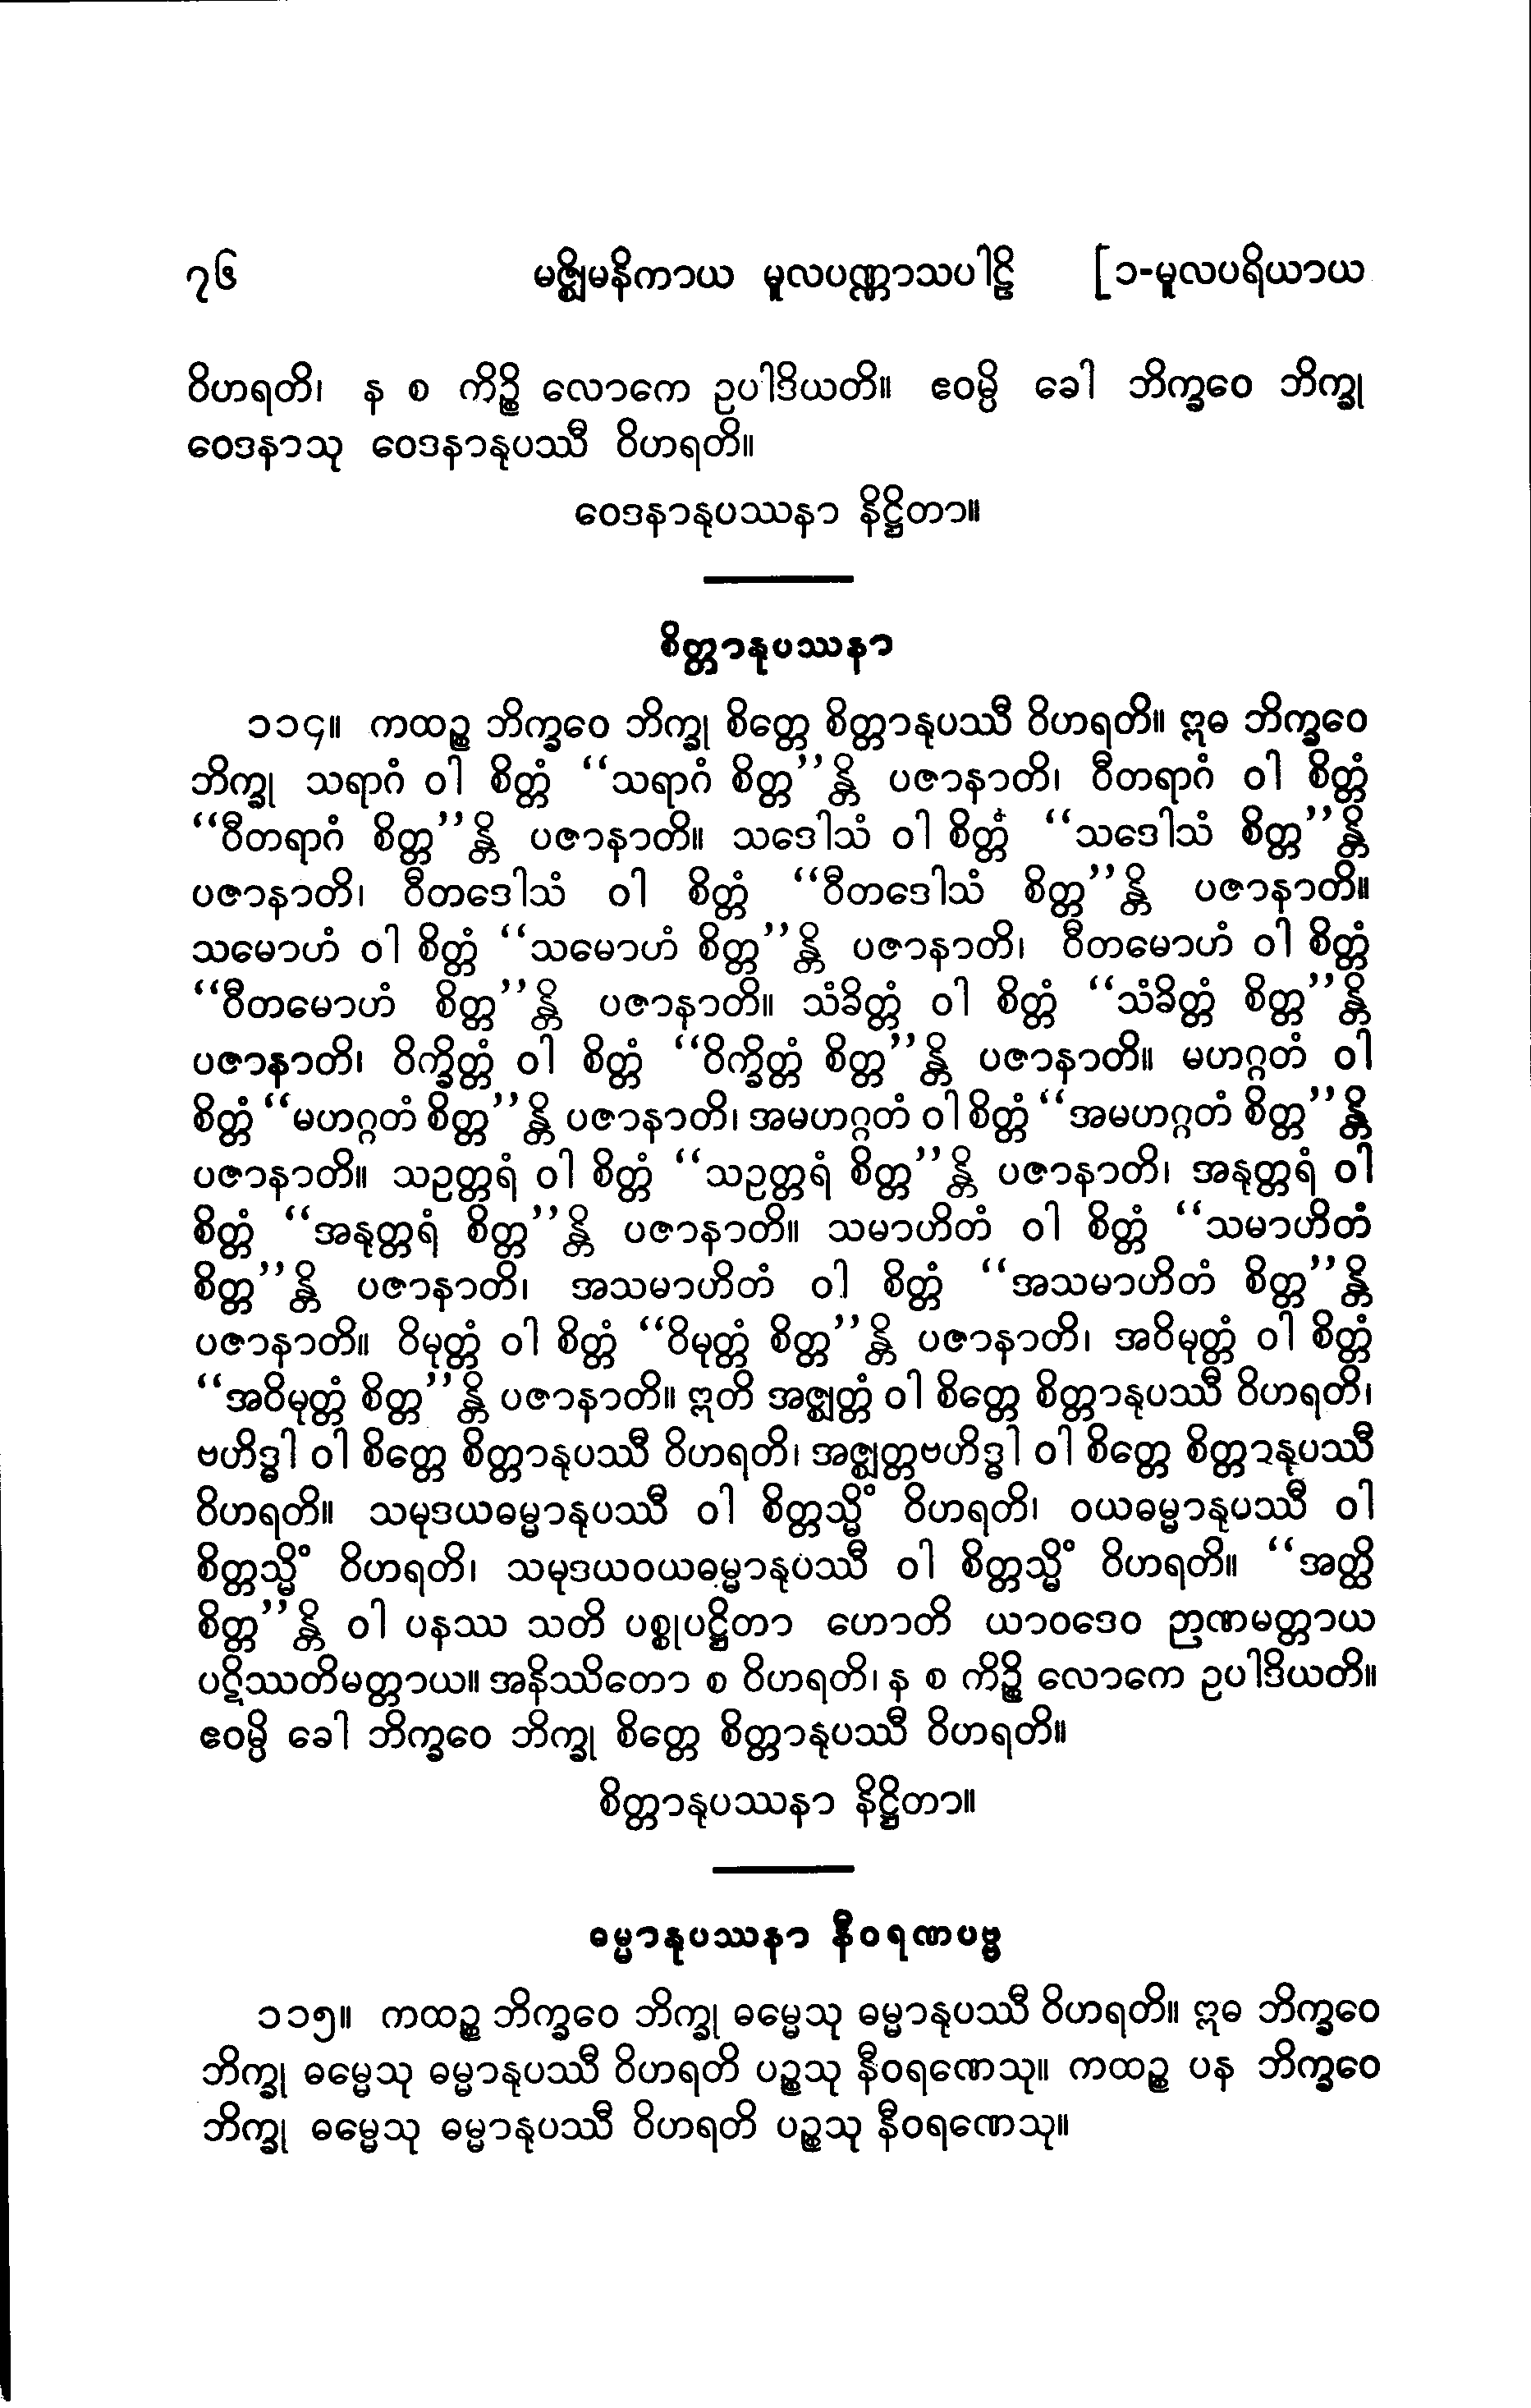 ၇၆ မဇ္ဈိမနိကာယ မူလပဏ္ဏာသပါဠိ [၁-မူလပရိယာယ
ဝိဟရတိ၊ န စ ကိဉ္စိ လောကေ ဥပါဒိယတိ။ ဧဝမ္ပိ ခေါ ဘိက္ခဝေ ဘိက္ခု
ဝေဒနာသု ဝေဒနာနုပဿီ ဝိဟရတိ။
ဝေဒနာနုပဿနာ နိဋ္ဌိတာ။
စိတ္တာနုပဿနာ
၁၁၄။ ကထဉ္စ ဘိက္ခဝေ ဘိက္ခု စိတ္တေ စိတ္တာနုပဿီ ဝိဟရတိ။ ဣဓ ဘိက္ခဝေ
ဘိက္ခု သရာဂံ ဝါ စိတ္တံ “သရာဂံ စိတ္တ”န္တိ ပဇာနာတိ၊ ဝီတရာဂံ ဝါ စိတ္တံ
“ဝီတရာဂံ စိတ္တ”န္တိ ပဇာနာတိ။ သဒေါသံ ဝါ စိတ္တံ “သဒေါသံ စိတ္တ”န္တိ
ပဇာနာတိ၊ ဝီတဒေါသံ ဝါ စိတ္တံ “ဝီတဒေါသံ စိတ္တ”န္တိ ပဇာနာတိ။
သမောဟံ ဝါ စိတ္တံ “သမောဟံ စိတ္တ”န္တိ ပဇာနာတိ၊ ဝီတမောဟံ ဝါ စိတ္တံ
“ဝီတမောဟံ စိတ္တ”န္တိ ပဇာနာတိ။ သံခိတ္တံ ဝါ စိတ္တံ “သံခိတ္တံ စိတ္တ”န္တိ
ပဇာနာတိ၊ ဝိက္ခိတ္တံ ဝါ စိတ္တံ “ဝိက္ခိတ္တံ စိတ္တ”န္တိ ပဇာနာတိ။ မဟဂ္ဂတံ ဝါ
စိတ္တံ “မဟဂ္ဂတံ စိတ္တ”န္တိ ပဇာနာတိ၊ အမဟဂ္ဂတံ ဝါ စိတ္တံ “အမဟဂ္ဂတံ စိတ္တ”န္တိ
ပဇာနာတိ။ သဥတ္တရံ ဝါ စိတ္တံ “သဥတ္တရံ စိတ္တ”န္တိ ပဇာနာတိ၊ အနုတ္တရံ ဝါ
စိတ္တံ “အနုတ္တရံ စိတ္တ”န္တိ ပဇာနာတိ။ သမာဟိတံ ဝါ စိတ္တံ “သမာဟိတံ
စိတ္တ”န္တိ ပဇာနာတိ၊ အသမာဟိတံ ဝါ စိတ္တံ “အသမာဟိတံ စိတ္တ”န္တိ
ပဇာနာတိ။ ဝိမုတ္တံ ဝါ စိတ္တံ “ဝိမုတ္တံ စိတ္တ”န္တိ ပဇာနာတိ၊ အဝိမုတ္တံ ဝါ စိတ္တံ
“အဝိမုတ္တံ စိတ္တ”န္တိ ပဇာနာတိ။ ဣတိ အဇ္ဈတ္တံ ဝါ စိတ္တေ စိတ္တာနုပဿီ ဝိဟရတိ၊
ဗဟိဒ္ဓါ ဝါ စိတ္တေ စိတ္တာနုပဿီ ဝိဟရတိ၊ အဇ္ဈတ္တဗဟိဒ္ဓါ ဝါ စိတ္တေ စိတ္တာနုပဿီ
ဝိဟရတိ။ သမုဒယဓမ္မာနုပဿီ ဝါ စိတ္တသ္မိံ ဝိဟရတိ၊ ဝယဓမ္မာနုပဿီ ဝါ
စိတ္တသ္မိံ ဝိဟရတိ၊ သမုဒယဝယဓမ္မာနုပဿီ ဝါ စိတ္တသ္မိံ ဝိဟရတိ။ “အတ္ထိ
စိတ္တ”န္တိ ဝါ ပနဿ သတိ ပစ္စုပဋ္ဌိတာ ဟောတိ ယာဝဒေဝ ဉာဏမတ္တာယ
ပဋိဿတိမတ္တာယ။ အနိဿိတော စ ဝိဟရတိ၊ န စ ကိဉ္စိ လောကေ ဥပါဒိယတိ။
ဧဝမ္ပိ ခေါ ဘိက္ခဝေ ဘိက္ခု စိတ္တေ စိတ္တာနုပဿီ ဝိဟရတိ။
စိတ္တာနုပဿနာ နိဋ္ဌိတာ။
ဓမ္မာနုပဿနာ နီဝရဏပဗ္ဗ
၁၁၅။ ကထဉ္စ ဘိက္ခဝေ ဘိက္ခု ဓမ္မေသု ဓမ္မာနုပဿီ ဝိဟရတိ။ ဣဓ ဘိက္ခဝေ
ဘိက္ခု ဓမ္မေသု ဓမ္မာနုပဿီ ဝိဟရတိ ပဉ္စသု နီဝရဏေသု။ ကထဉ္စ ပန ဘိက္ခဝေ
ဘိက္ခု ဓမ္မေသု ဓမ္မာနုပဿီ ဝိဟရတိ ပဉ္စသု နီဝရဏေသု။